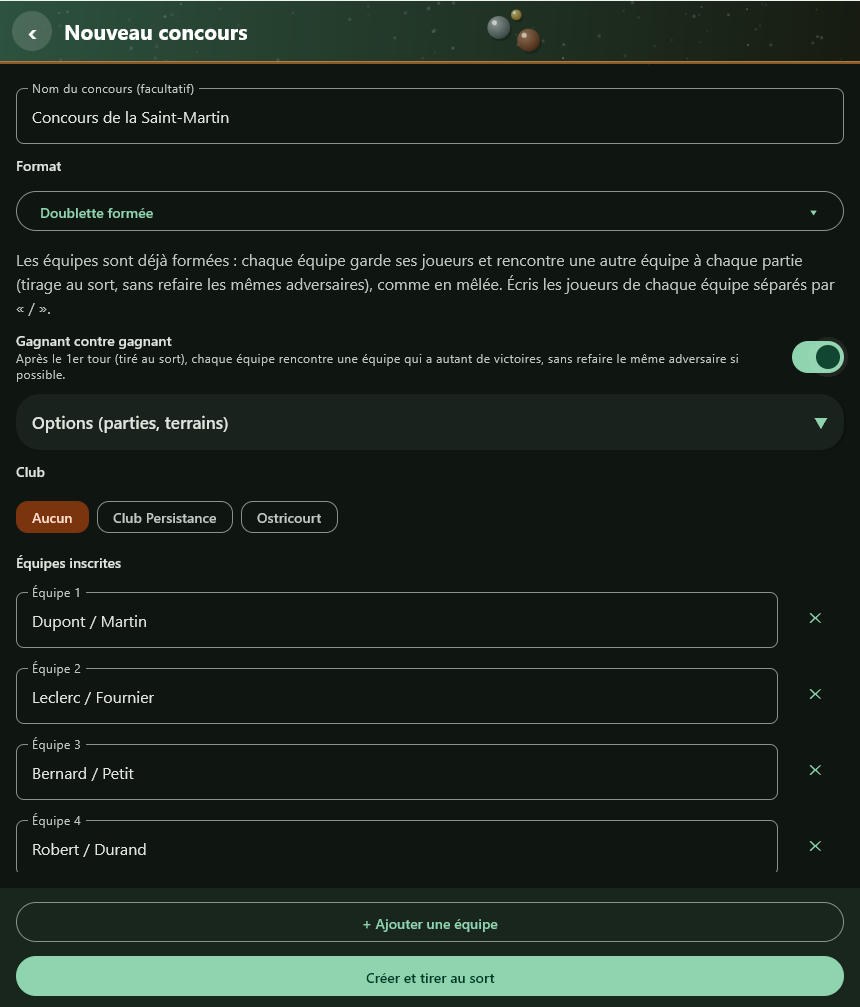 Nouveau concours
Nom du concours (facultatif)
Concours de la Saint-Martin
Format
Doublette formée
Les équipes sont déjà formées : chaque équipe garde ses joueurs et rencontre une autre équipe à chaque partie
(tirage au sort, sans refaire les mêmes adversaires), comme en mêlée. Écris les joueurs de chaque équipe séparés par
« / ».
Gagnant contre gagnant
Après le 1er tour (tiré au sort), chaque équipe rencontre une équipe qui a autant de victoires, sans refaire le même adversaire si
possible.
Options (parties, terrains)
Club
Aucun Club Persistance Ostricourt
Équipes inscrites
Équipe 1
Dupont / Martin
Équipe 2
Leclerc / Fournier
Équipe 3
Bernard / Petit
Équipe 4
Robert / Durand
+ Ajouter une équipe
Créer et tirer au sort